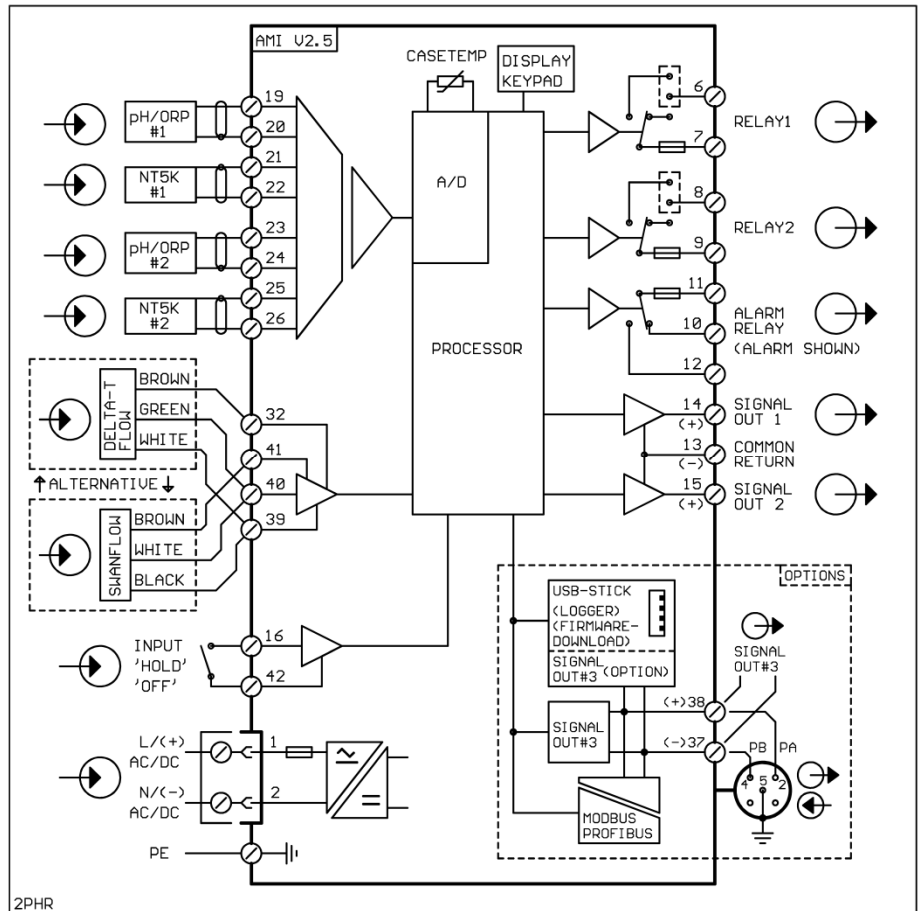 AMI V2.5
CASETEMP
DISPLAY
KEYPAD
pH/ORP
#1
19
20
NT5K
#1
21
22
pH/ORP
#2
23
24
NT5K
#2
25
26
A/D
PROCESSOR
6
RELAY1
7
8
RELAY2
9
11
10
ALARM
RELAY
(ALARM SHOWN)
12
14
(+)
SIGNAL
OUT 1
13
(-)
COMMON
RETURN
15
(+)
SIGNAL
OUT 2
DELTA-T
FLOW
BROWN
GREEN
WHITE
32
41
↑ALTERNATIVE↓
40
39
SWANFLOW
BROWN
WHITE
BLACK
INPUT
'HOLD'
'OFF'
16
42
L/(+)
AC/DC
1
N/(-)
AC/DC
2
PE
OPTIONS
USB-STICK
(LOGGER)
(FIRMWARE-
DOWNLOAD)
SIGNAL
OUT#3 (OPTION)
SIGNAL
OUT#3
SIGNAL
OUT#3
(+)38
(-)37
PB
PA
4
5
2
MODBUS
PROFIBUS
2PHR